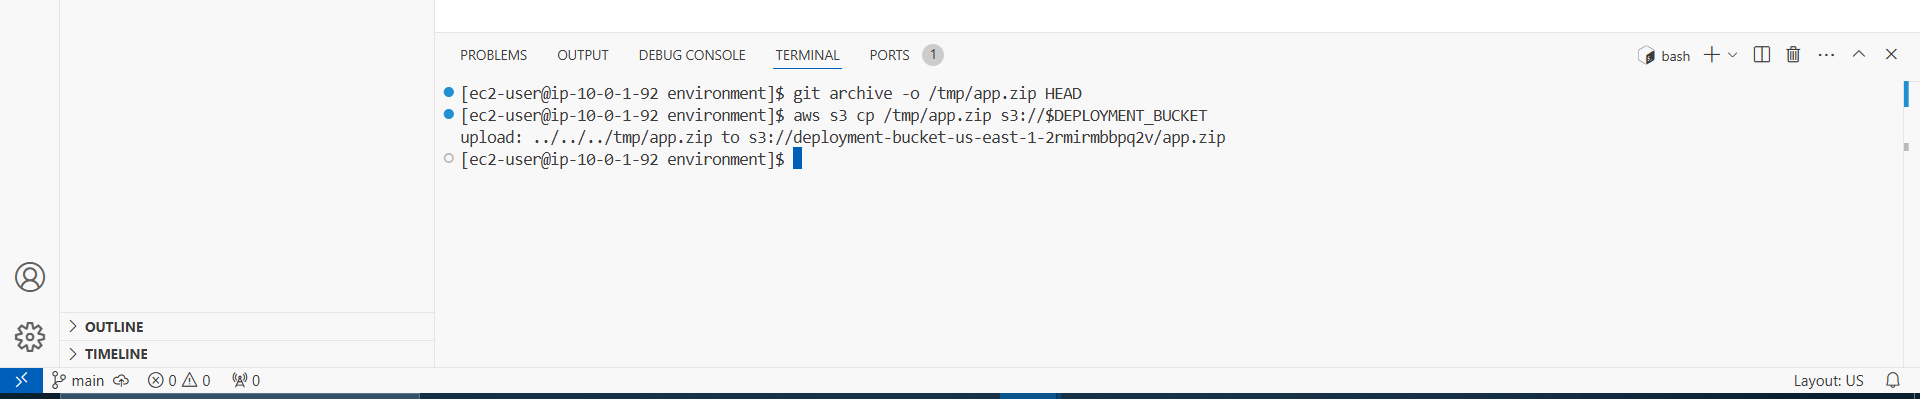 PROBLEMS OUTPUT DEBUG CONSOLE TERMINAL PORTS 1 bash
[ec2-user@ip-10-0-1-92 environment]$ git archive -o /tmp/app.zip HEAD
[ec2-user@ip-10-0-1-92 environment]$ aws s3 cp /tmp/app.zip s3://$DEPLOYMENT_BUCKET
upload: ../../../tmp/app.zip to s3://deployment-bucket-us-east-1-2rmirmbbpq2v/app.zip
[ec2-user@ip-10-0-1-92 environment]$
OUTLINE
TIMELINE
main 0 0 0 Layout: US